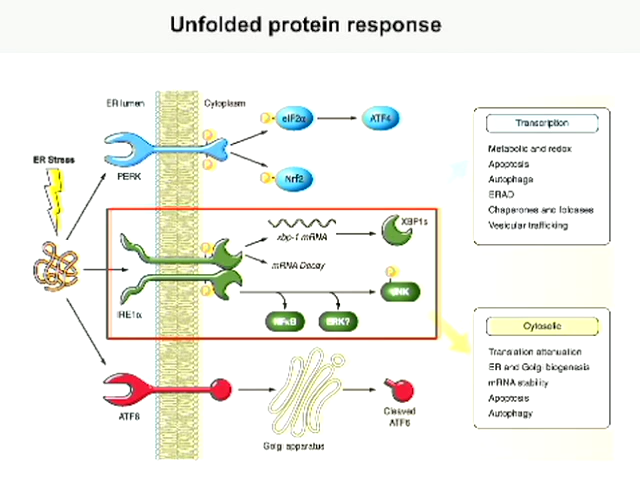 Unfolded protein response
ER lumen
Cytoplasm
ER Stress
P
P
PERK
P
eIF2α
ATF4
P
Nrf2
P
P
IRE1α
xbp-1 mRNA
XBP1s
mRNA Decay
P
JNK
NFκB
ERK?
ATF6
Golgi apparatus
Cleaved
ATF6
Transcription
Metabolic and redox
Apoptosis
Autophagy
ERAD
Chaperones and foldases
Vesicular trafficking
Cytosolic
Translation attenuation
ER and Golgi biogenesis
mRNA stability
Apoptosis
Autophagy